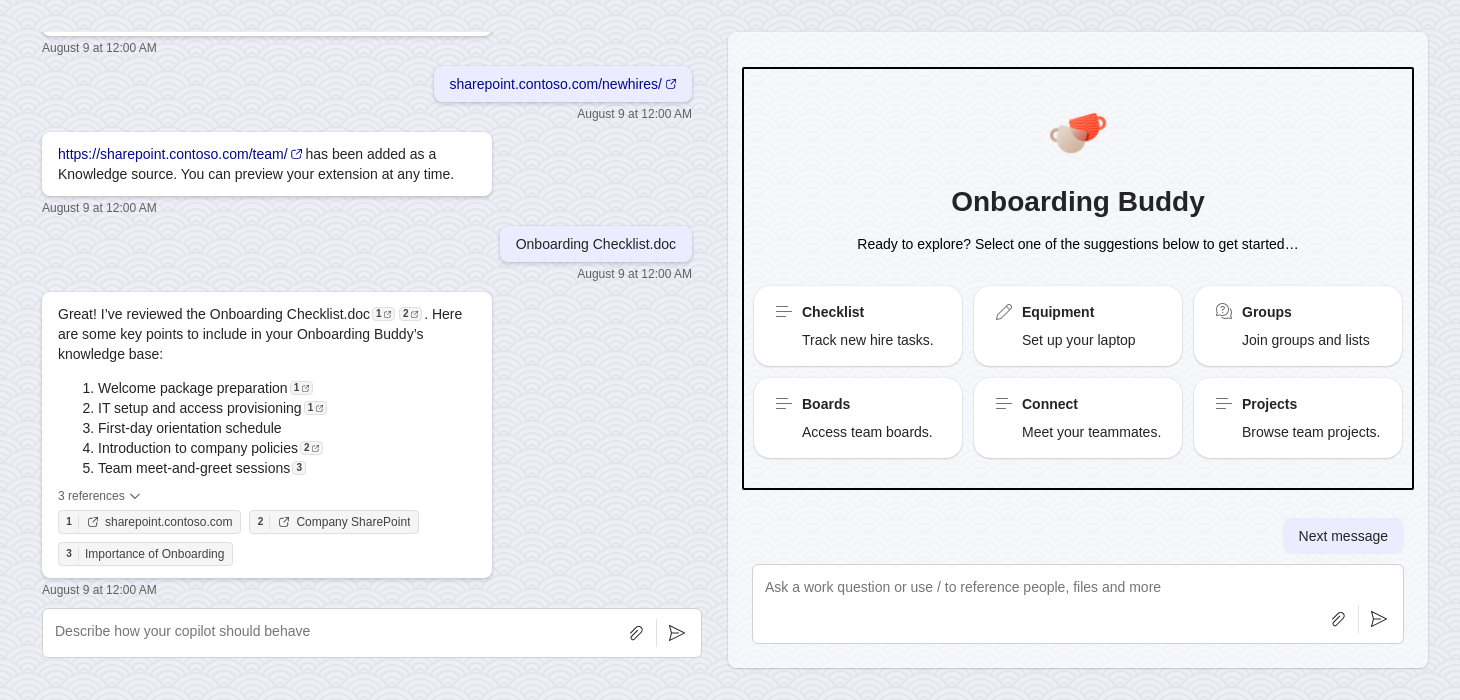 August 9 at 12:00 AM
sharepoint.contoso.com/newhires/
August 9 at 12:00 AM
https://sharepoint.contoso.com/team/ has been added as a
Knowledge source. You can preview your extension at any time.
August 9 at 12:00 AM
Onboarding Checklist.doc
August 9 at 12:00 AM
Great! I’ve reviewed the Onboarding Checklist.doc 1 2 . Here
are some key points to include in your Onboarding Buddy’s
knowledge base:
1. Welcome package preparation 1
2. IT setup and access provisioning 1
3. First-day orientation schedule
4. Introduction to company policies 2
5. Team meet-and-greet sessions 3
3 references
1 sharepoint.contoso.com
2 Company SharePoint
3 Importance of Onboarding
August 9 at 12:00 AM
Describe how your copilot should behave
Onboarding Buddy
Ready to explore? Select one of the suggestions below to get started…
Checklist
Track new hire tasks.
Equipment
Set up your laptop
Groups
Join groups and lists
Boards
Access team boards.
Connect
Meet your teammates.
Projects
Browse team projects.
Next message
Ask a work question or use / to reference people, files and more